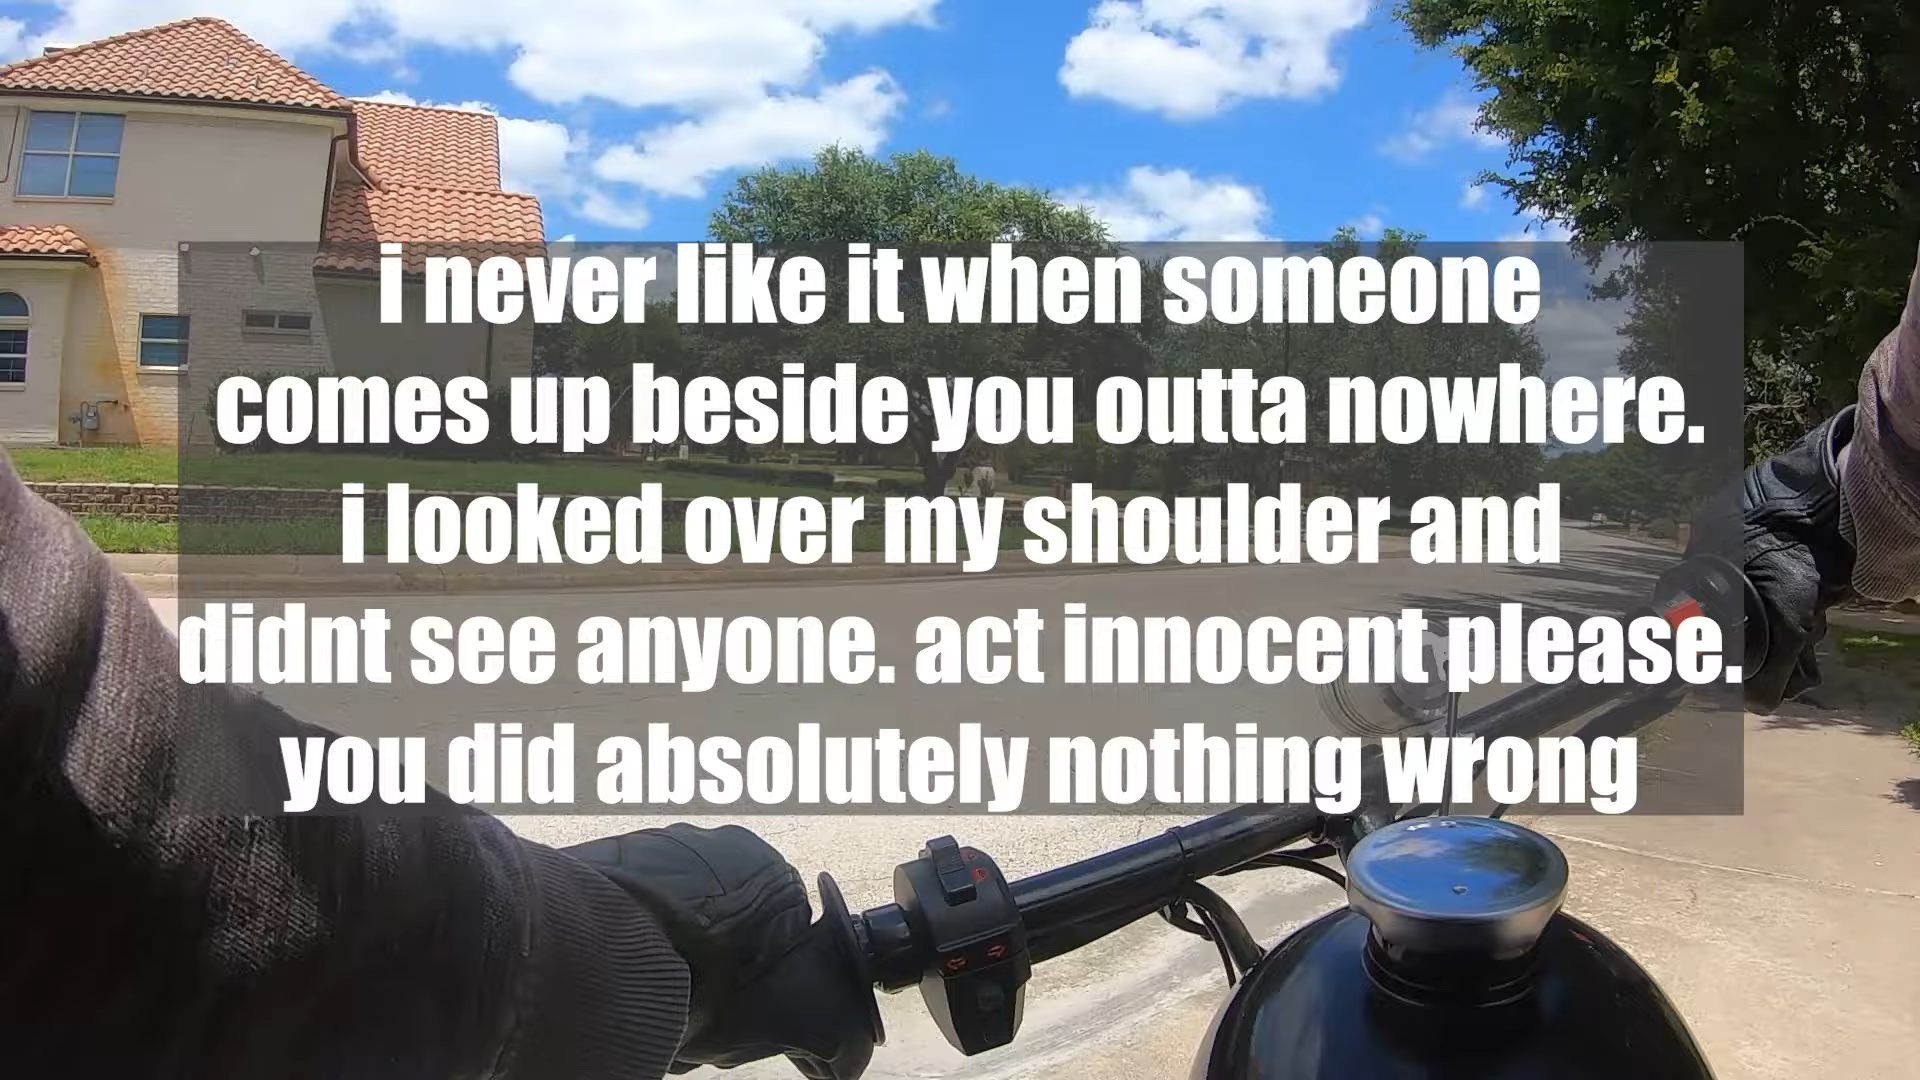 i never like it when someone
comes up beside you outta nowhere.
i looked over my shoulder and
didnt see anyone. act innocent please.
you did absolutely nothing wrong